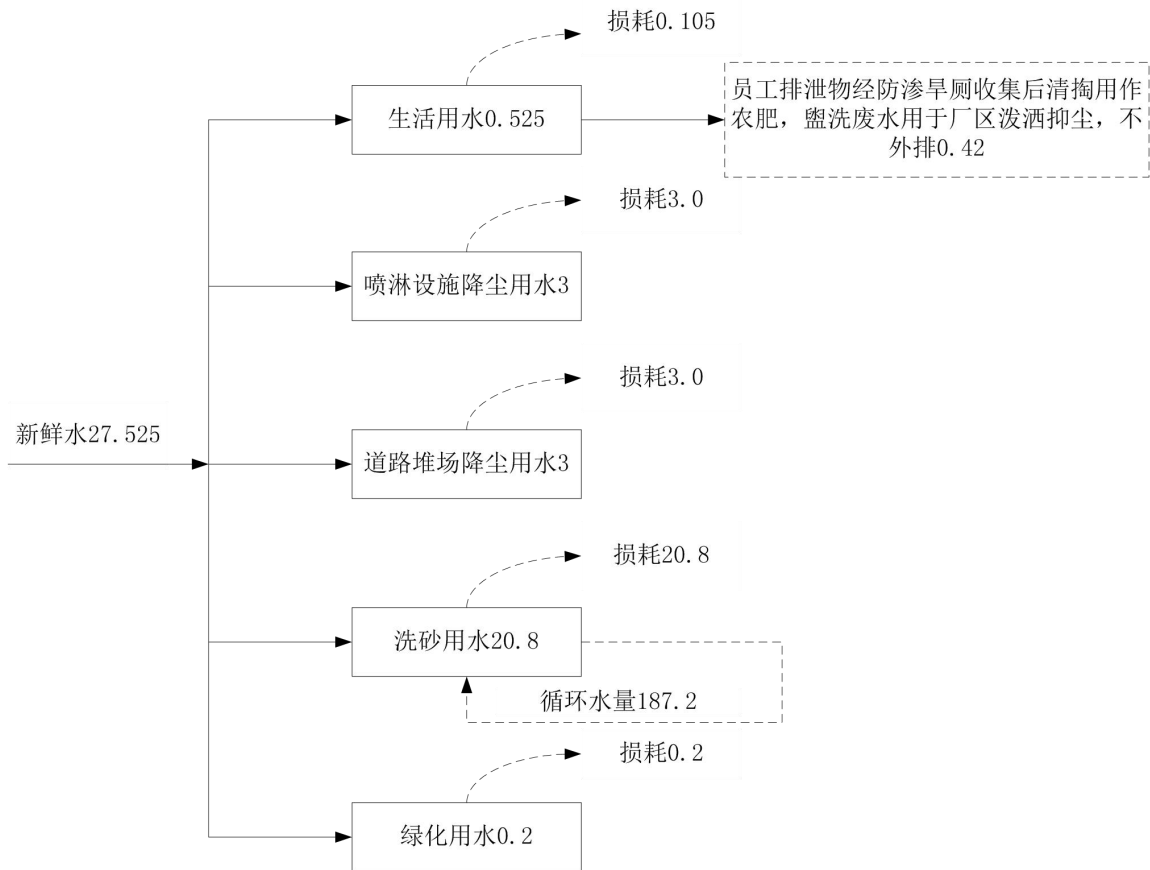 损耗0.105
生活用水0.525
员工排泄物经防渗旱厕收集后清掏用作
农肥，盥洗废水用于厂区泼洒抑尘，不
外排0.42
损耗3.0
喷淋设施降尘用水3
损耗3.0
新鲜水27.525
道路堆场降尘用水3
损耗20.8
洗砂用水20.8
循环水量187.2
损耗0.2
绿化用水0.2